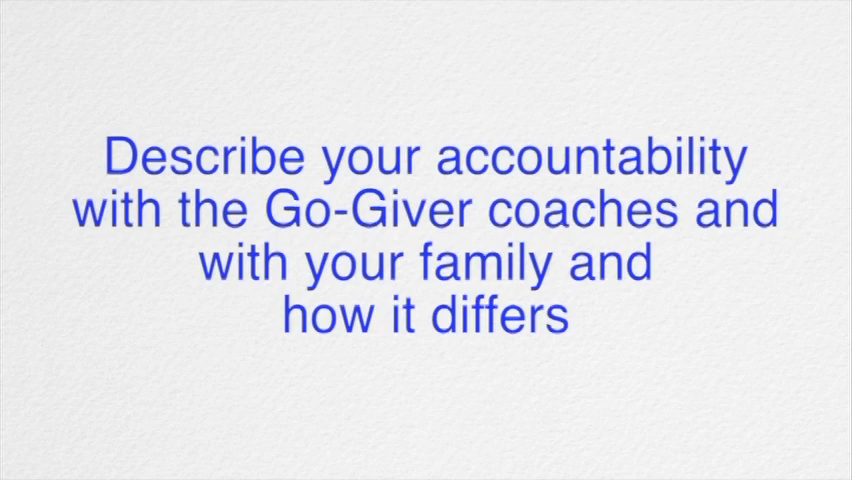 Describe your accountability
with the Go-Giver coaches and
with your family and
how it differs